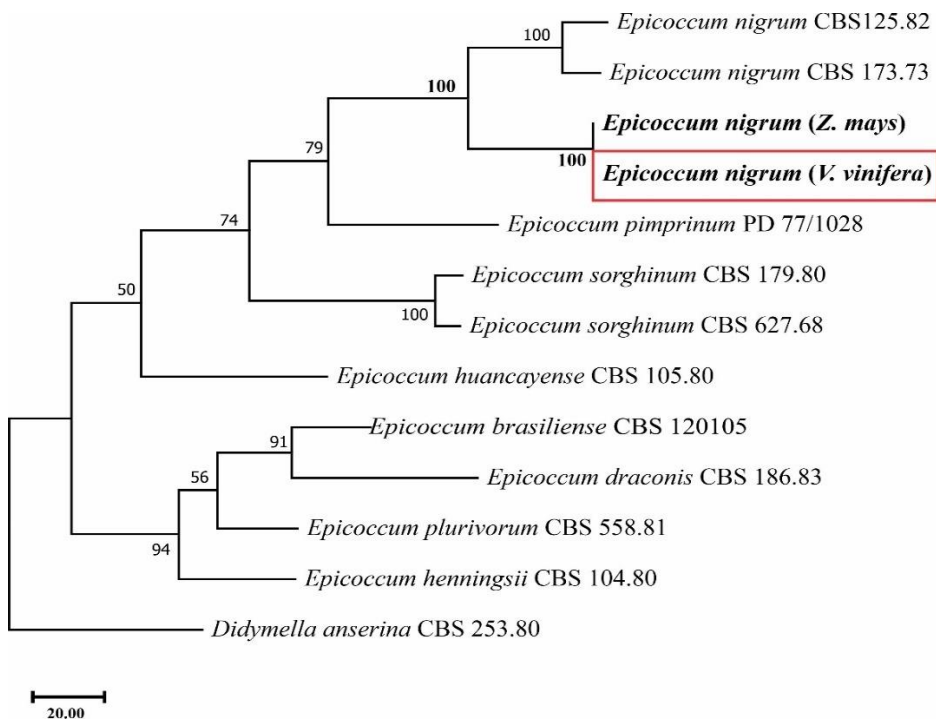 Epicoccum nigrum CBS125.82
100
Epicoccum nigrum CBS 173.73
100
Epicoccum nigrum (Z. mays)
79
100
Epicoccum nigrum (V. vinifera)
74
Epicoccum pimprinum PD 77/1028
Epicoccum sorghinum CBS 179.80
50
100
Epicoccum sorghinum CBS 627.68
Epicoccum huancayense CBS 105.80
Epicoccum brasiliense CBS 120105
91
Epicoccum draconis CBS 186.83
56
Epicoccum plurivorum CBS 558.81
94
Epicoccum henningsii CBS 104.80
Didymella anserina CBS 253.80
20.00